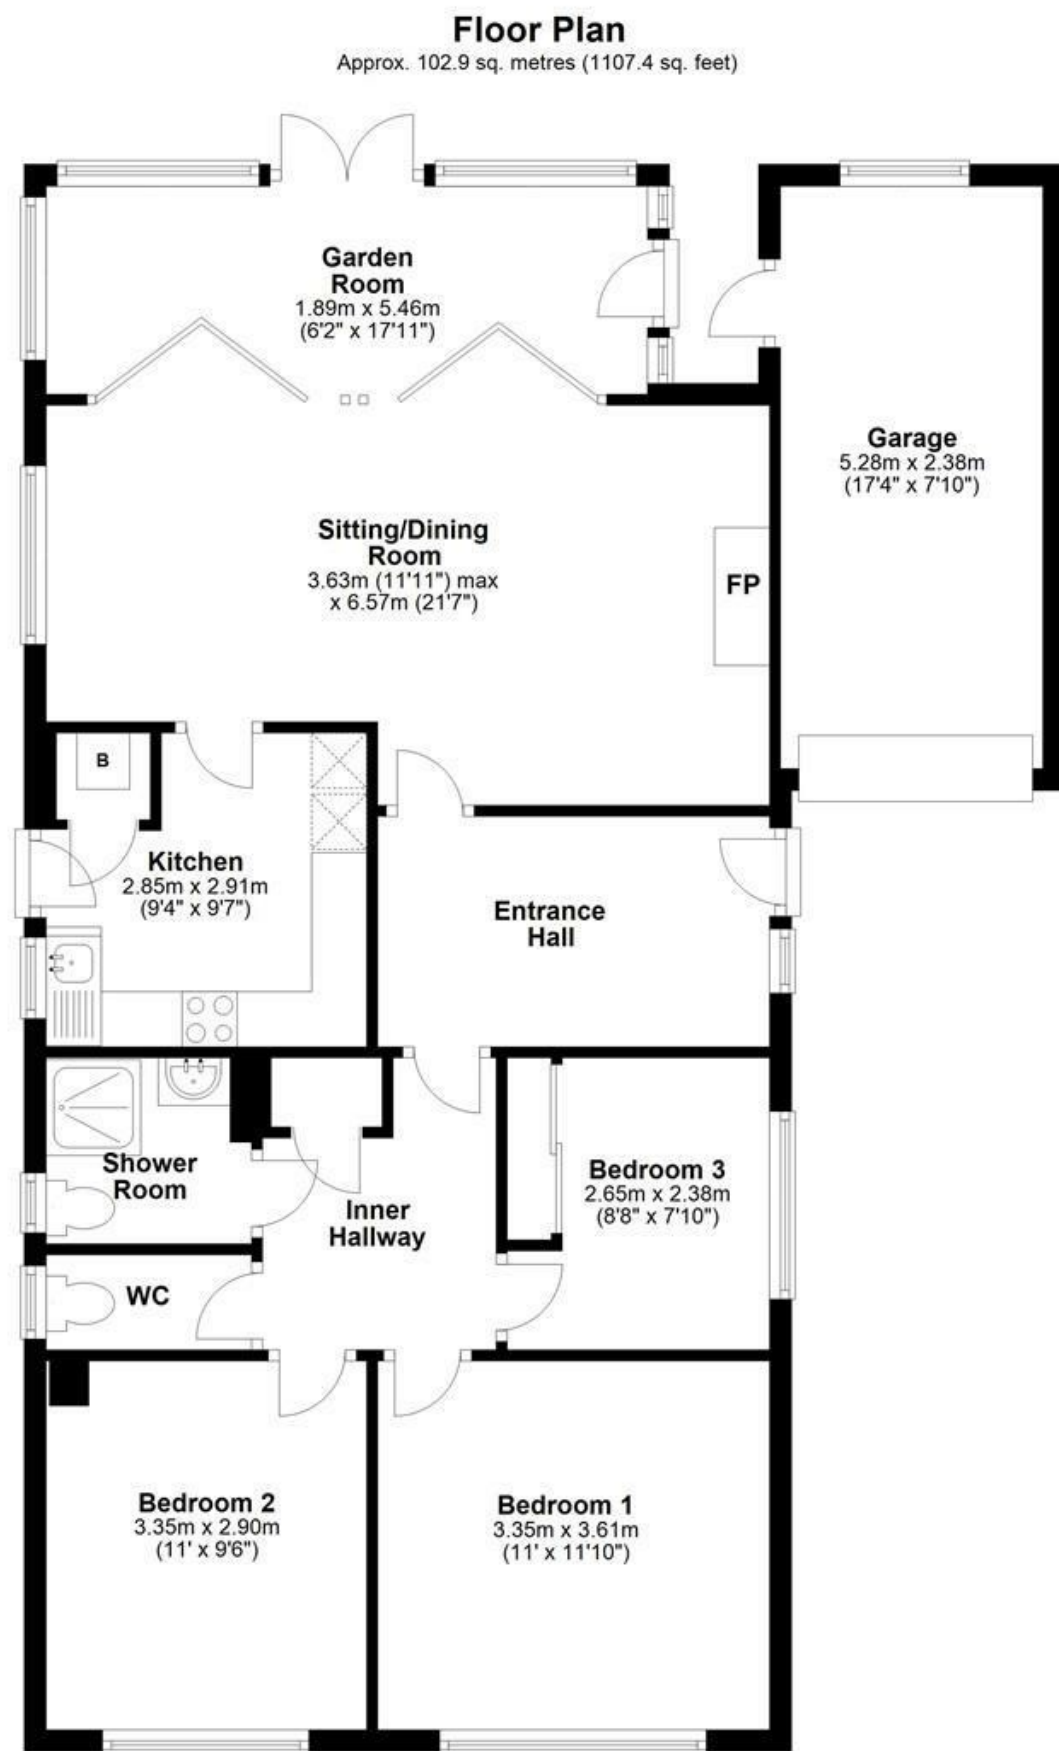 Floor Plan
Approx. 102.9 sq. metres (1107.4 sq. feet)
Garden
Room
1.89m x 5.46m
(6'2" x 17'11")
Garage
5.28m x 2.38m
(17'4" x 7'10")
Sitting/Dining
Room
3.63m (11'11") max
x 6.57m (21'7")
FP
B
Kitchen
2.85m x 2.91m
(9'4" x 9'7")
Entrance
Hall
Shower
Room
Inner
Hallway
Bedroom 3
2.65m x 2.38m
(8'8" x 7'10")
WC
Bedroom 2
3.35m x 2.90m
(11' x 9'6")
Bedroom 1
3.35m x 3.61m
(11' x 11'10")